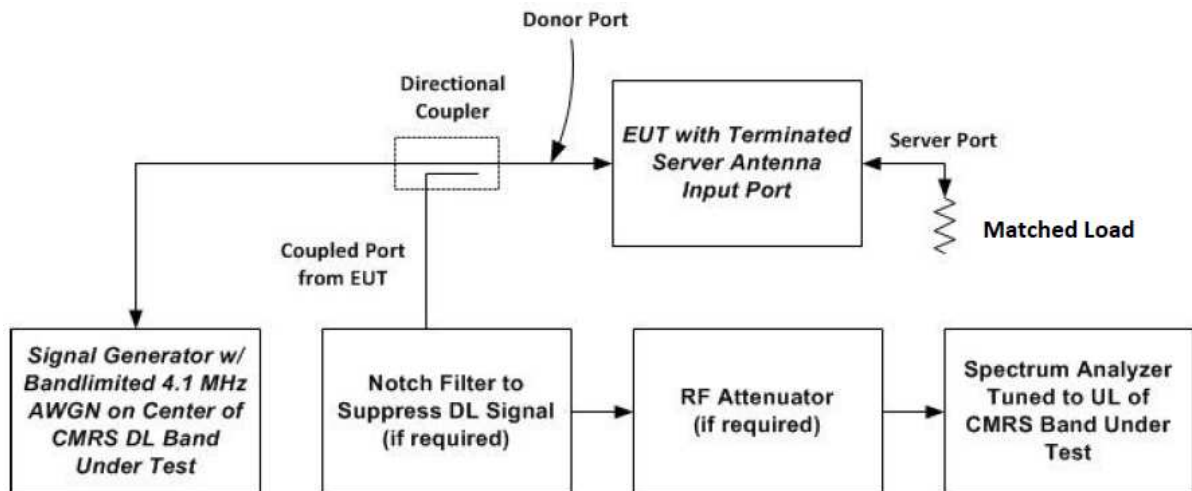 Donor Port
Directional
Coupler
EUT with Terminated
Server Antenna
Input Port
Server Port
Matched Load
Coupled Port
from EUT
Signal Generator w/
Bandlimited 4.1 MHz
AWGN on Center of
CMRS DL Band
Under Test
Notch Filter to
Suppress DL Signal
(if required)
RF Attenuator
(if required)
Spectrum Analyzer
Tuned to UL of
CMRS Band Under
Test